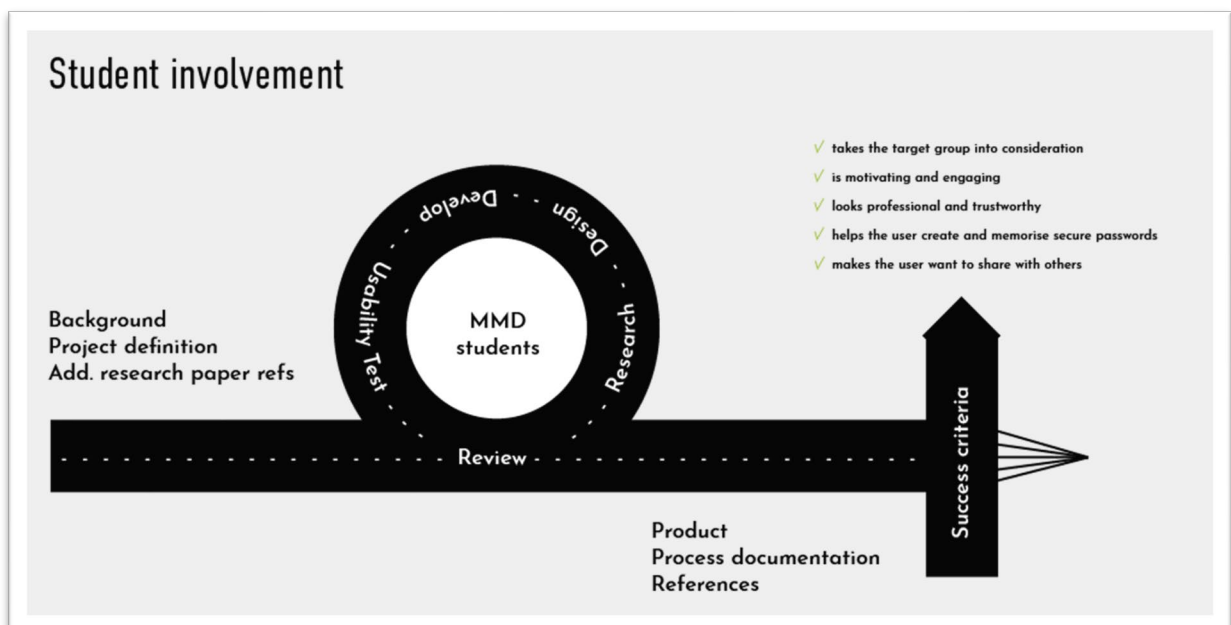 Student involvement
takes the target group into consideration
is motivating and engaging
looks professional and trustworthy
helps the user create and memorise secure passwords
makes the user want to share with others
Background
Project definition
Add. research paper refs
Usability Test
Develop
Design
Research
Review
MMD
students
Success criteria
Product
Process documentation
References